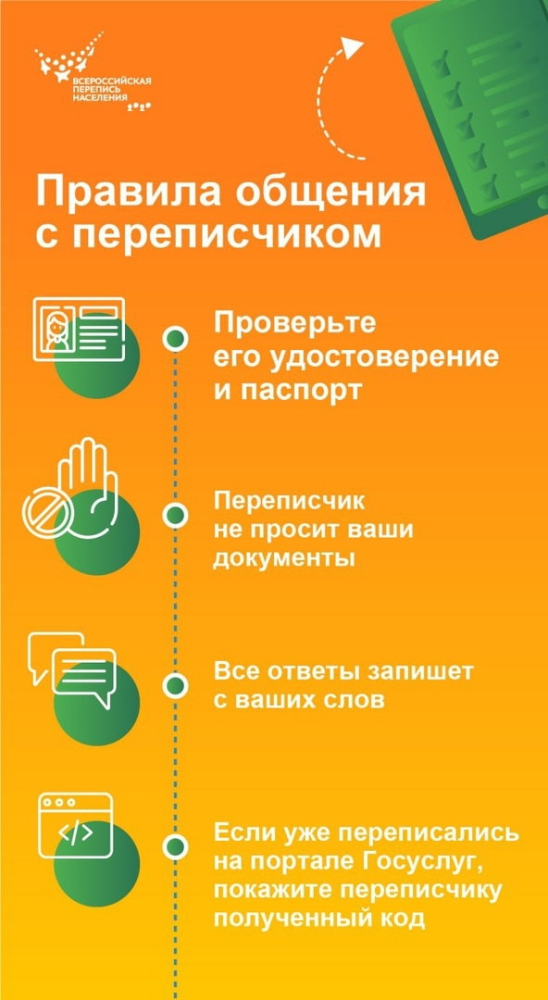 ВСЕРОССИЙСКАЯ
ПЕРЕПИСЬ
НАСЕЛЕНИЯ
Правила общения
с переписчиком
Проверьте
его удостоверение
и паспорт
Переписчик
не просит ваши
документы
Все ответы запишет
с ваших слов
</>
Если уже переписались
на портале Госуслуг,
покажите переписчику
полученный код